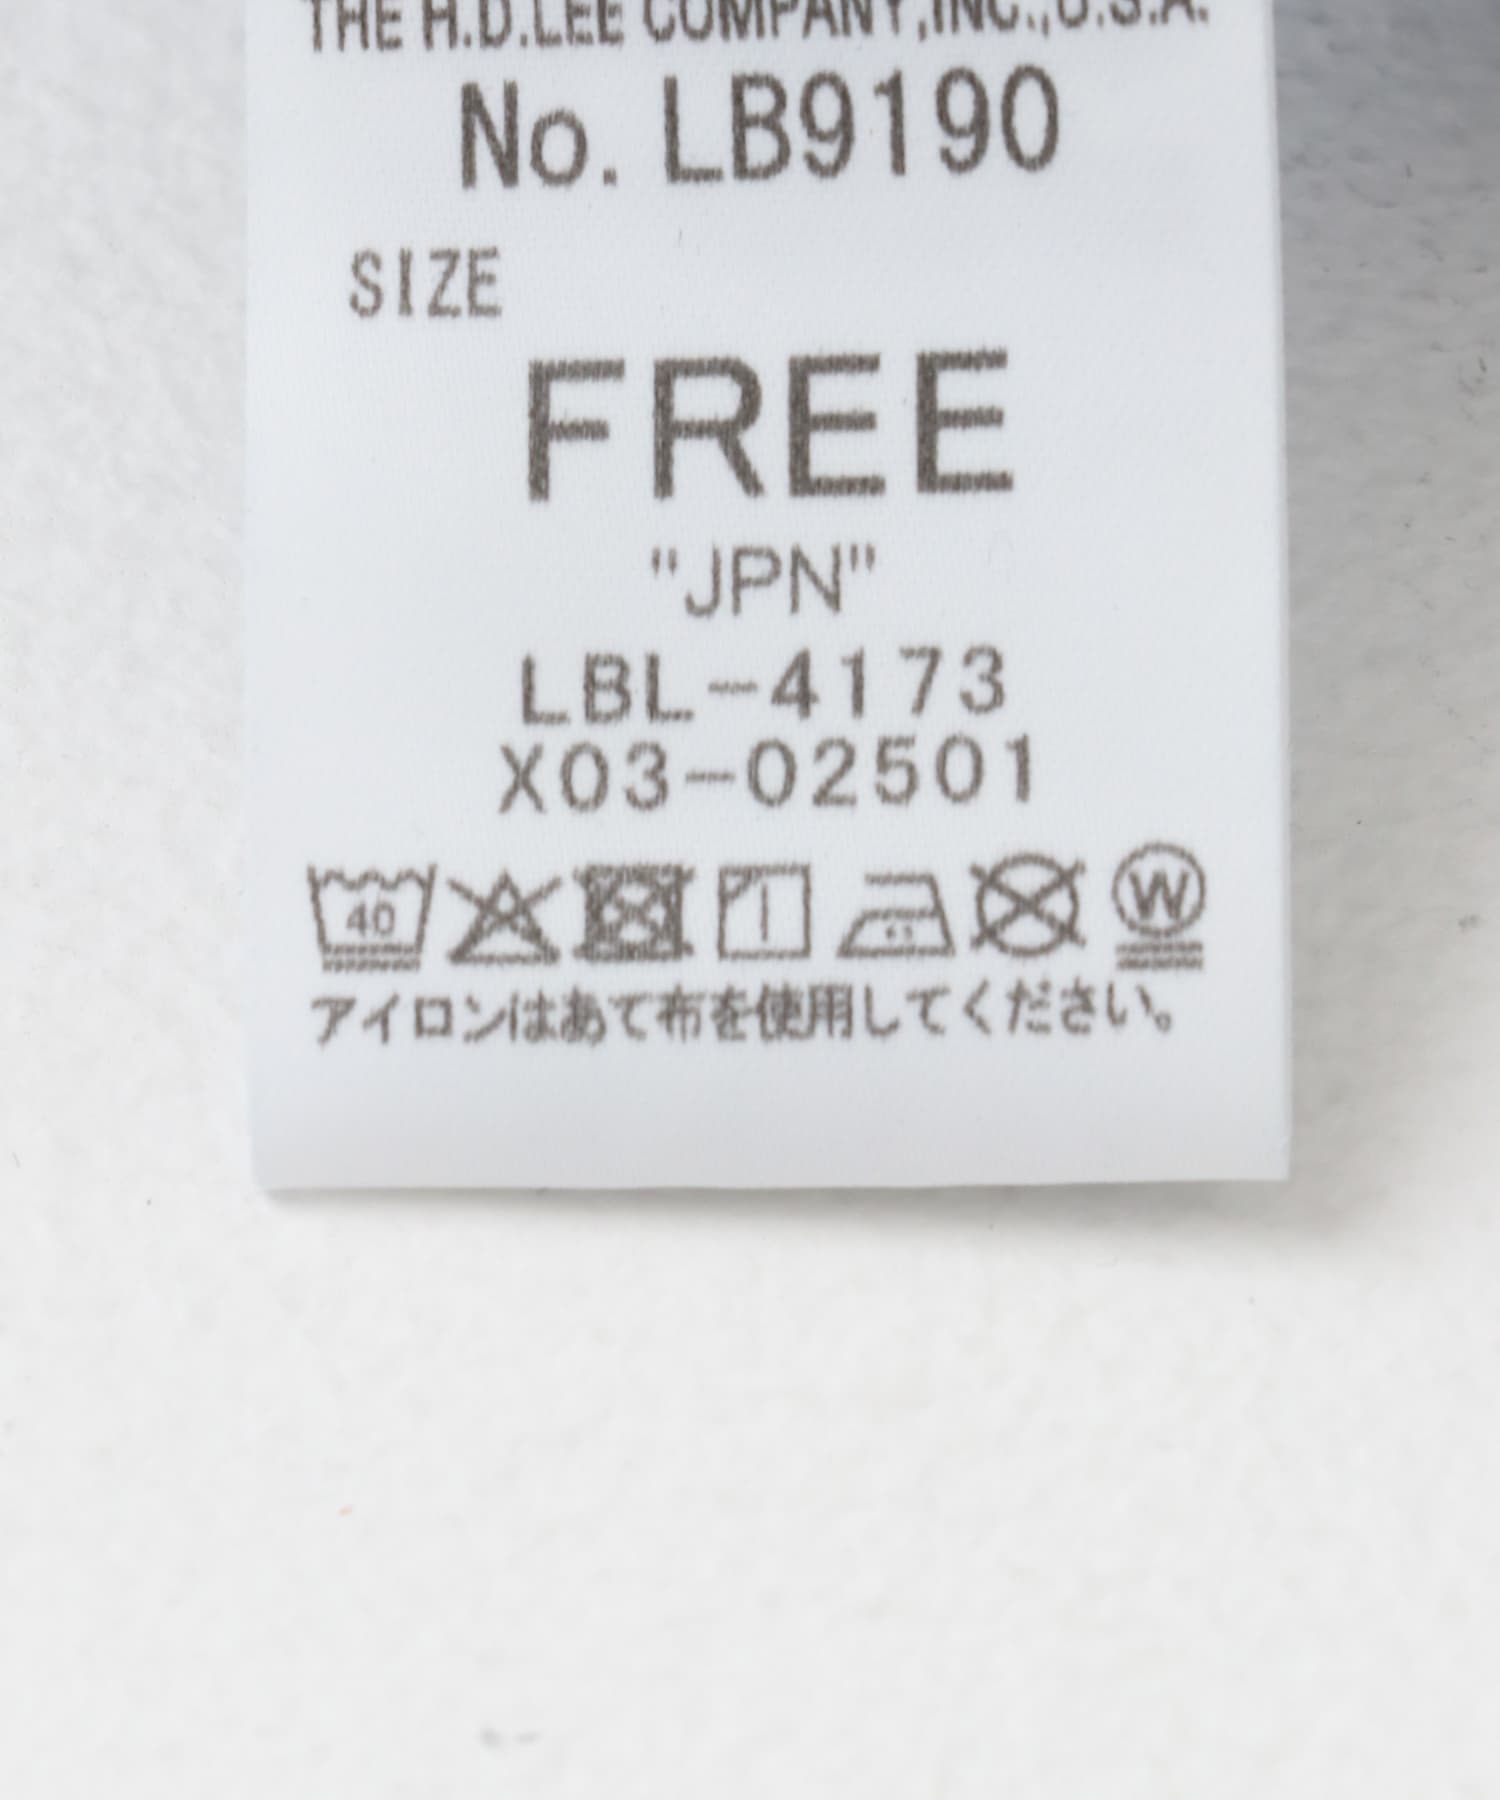 THE H.D.LEE COMPANY,INC.,U.S.A.
No. LB9190
SIZE
FREE
"JPN"
LBL-4173
X03-02501
40 W
アイロンはあて布を使用してください。